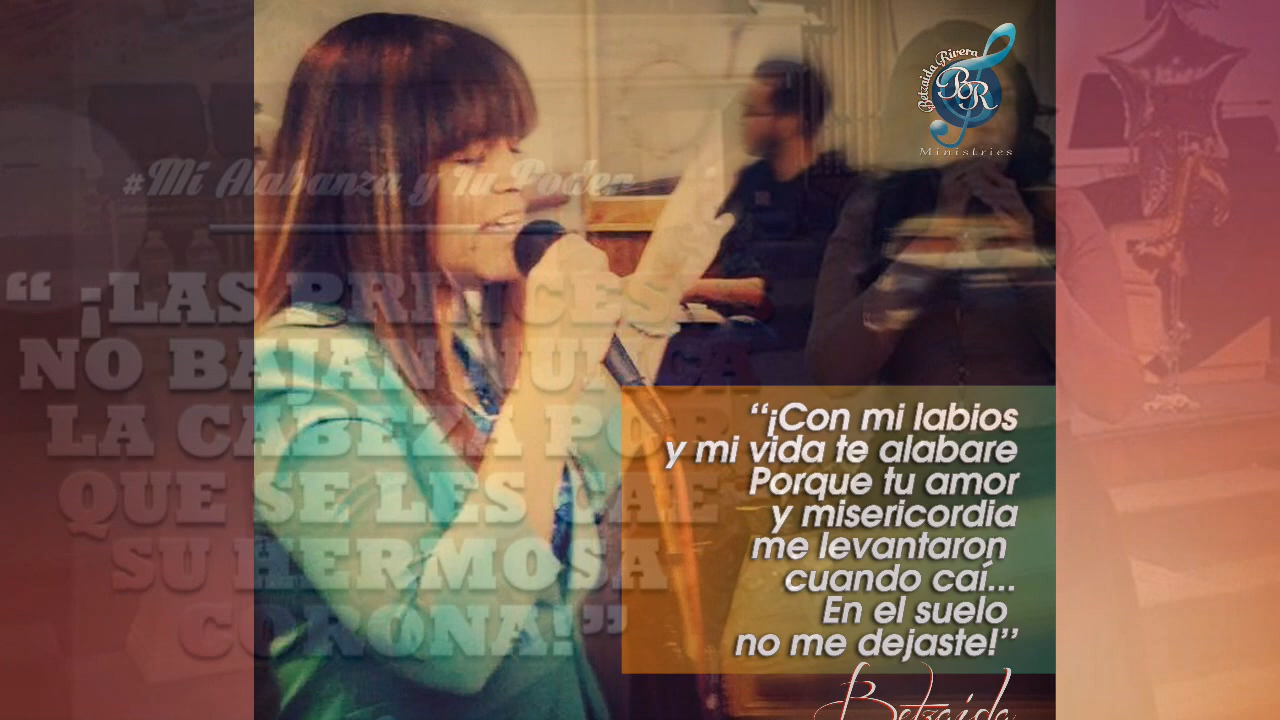 Betzaida Rivera
BR
Ministries
#Mi Alabanza y Tu Poder
“ ¡LAS PRINCES
NO BAJAN NUNCA
LA CABEZA POR
QUE SE LES CAE
SU HERMOSA
CORONA!”
“¡Con mi labios
y mi vida te alabare
Porque tu amor
y misericordia
me levantaron
cuando caí...
En el suelo
no me dejaste!”
Betzaida